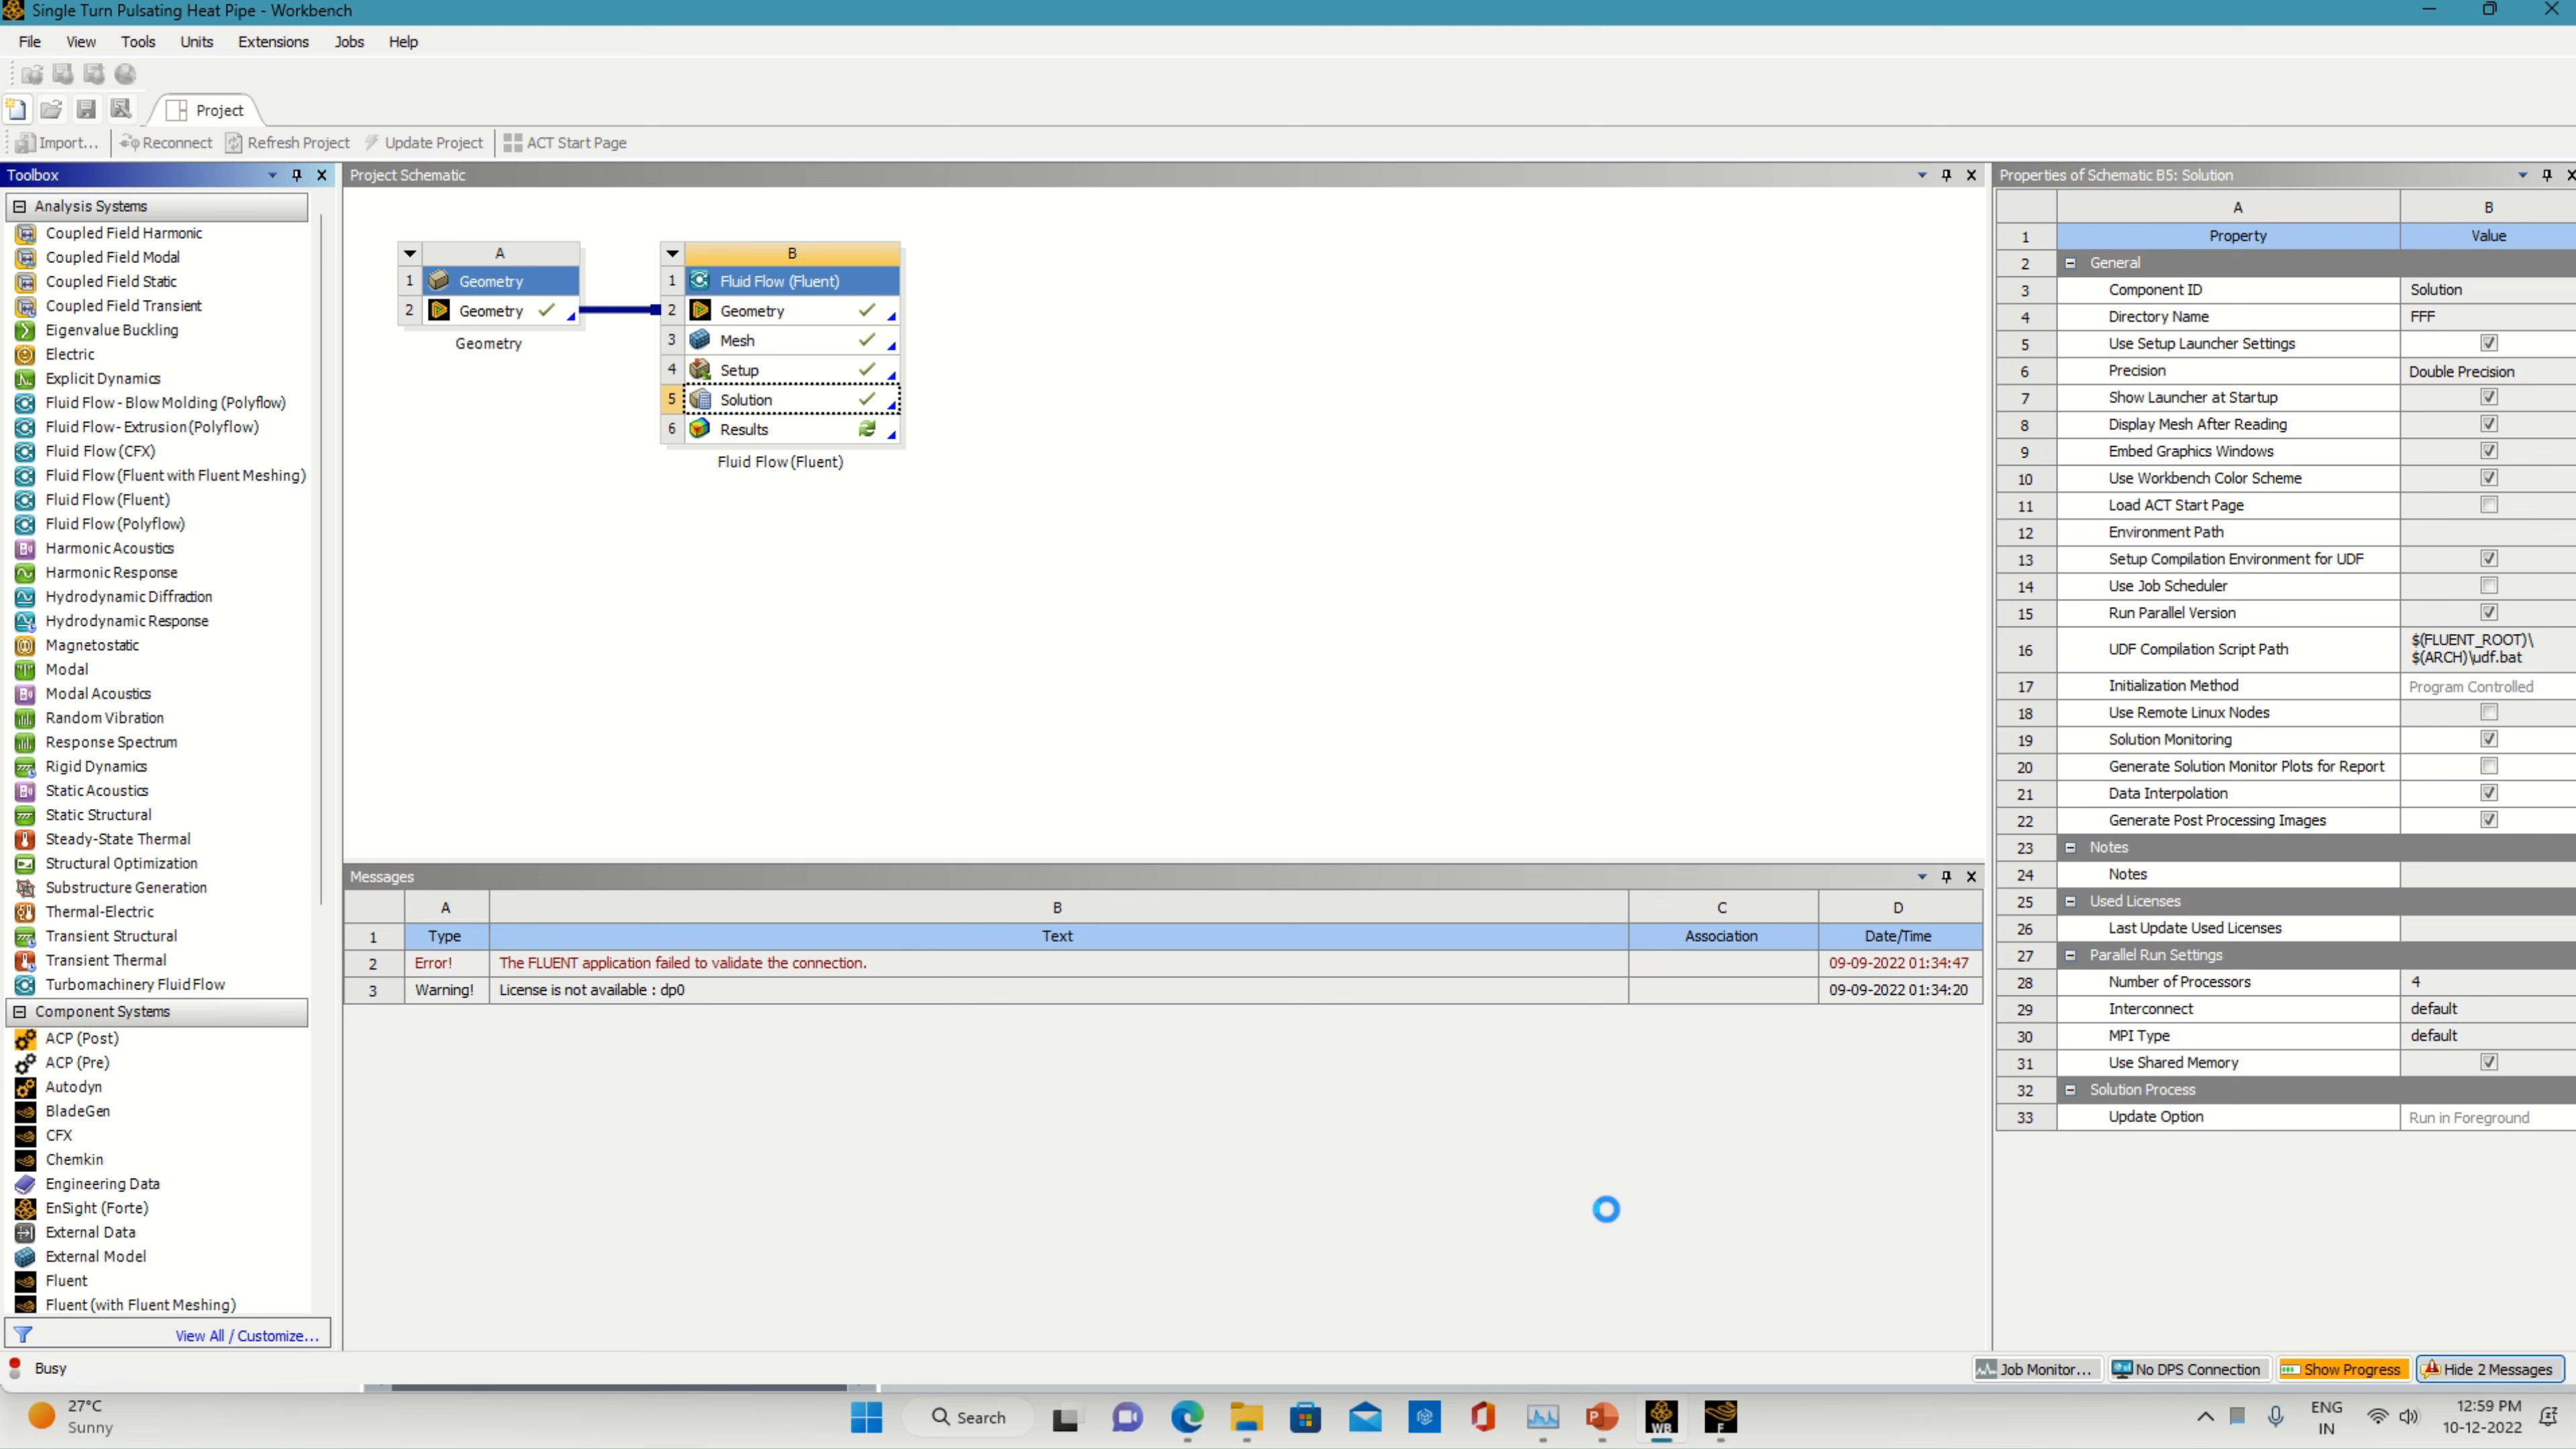 Single Turn Pulsating Heat Pipe - Workbench
File View Tools Units Extensions Jobs Help
Project
Import... Reconnect Refresh Project Update Project ACT Start Page
Toolbox
Analysis Systems
Coupled Field Harmonic
Coupled Field Modal
Coupled Field Static
Coupled Field Transient
Eigenvalue Buckling
Electric
Explicit Dynamics
Fluid Flow - Blow Molding (Polyflow)
Fluid Flow- Extrusion (Polyflow)
Fluid Flow (CFX)
Fluid Flow (Fluent with Fluent Meshing)
Fluid Flow (Fluent)
Fluid Flow (Polyflow)
Harmonic Acoustics
Harmonic Response
Hydrodynamic Diffraction
Hydrodynamic Response
Magnetostatic
Modal
Modal Acoustics
Random Vibration
Response Spectrum
Rigid Dynamics
Static Acoustics
Static Structural
Steady-State Thermal
Structural Optimization
Substructure Generation
Thermal-Electric
Transient Structural
Transient Thermal
Turbomachinery Fluid Flow
Component Systems
ACP (Post)
ACP (Pre)
Autodyn
BladeGen
CFX
Chemkin
Engineering Data
EnSight (Forte)
External Data
External Model
Fluent
Fluent (with Fluent Meshing)
View All / Customize...
Project Schematic
A
1 Geometry
2 Geometry
Geometry
B
1 Fluid Flow (Fluent)
2 Geometry
3 Mesh
4 Setup
5 Solution
6 Results
Fluid Flow (Fluent)
Messages
A B C D
1 Type Text Association Date/Time
2 Error! The FLUENT application failed to validate the connection. 09-09-2022 01:34:47
3 Warning! License is not available : dp0 09-09-2022 01:34:20
Properties of Schematic B5: Solution
A B
1 Property Value
2 General
3 Component ID Solution
4 Directory Name FFF
5 Use Setup Launcher Settings
6 Precision Double Precision
7 Show Launcher at Startup
8 Display Mesh After Reading
9 Embed Graphics Windows
10 Use Workbench Color Scheme
11 Load ACT Start Page
12 Environment Path
13 Setup Compilation Environment for UDF
14 Use Job Scheduler
15 Run Parallel Version
16 UDF Compilation Script Path $(FLUENT_ROOT)\
$(ARCH)\udf.bat
17 Initialization Method Program Controlled
18 Use Remote Linux Nodes
19 Solution Monitoring
20 Generate Solution Monitor Plots for Report
21 Data Interpolation
22 Generate Post Processing Images
23 Notes
24 Notes
25 Used Licenses
26 Last Update Used Licenses
27 Parallel Run Settings
28 Number of Processors 4
29 Interconnect default
30 MPI Type default
31 Use Shared Memory
32 Solution Process
33 Update Option Run in Foreground
Busy
Job Monitor... No DPS Connection Show Progress Hide 2 Messages
27°C
Sunny
Search
WB
F
ENG
IN
12:59 PM
10-12-2022